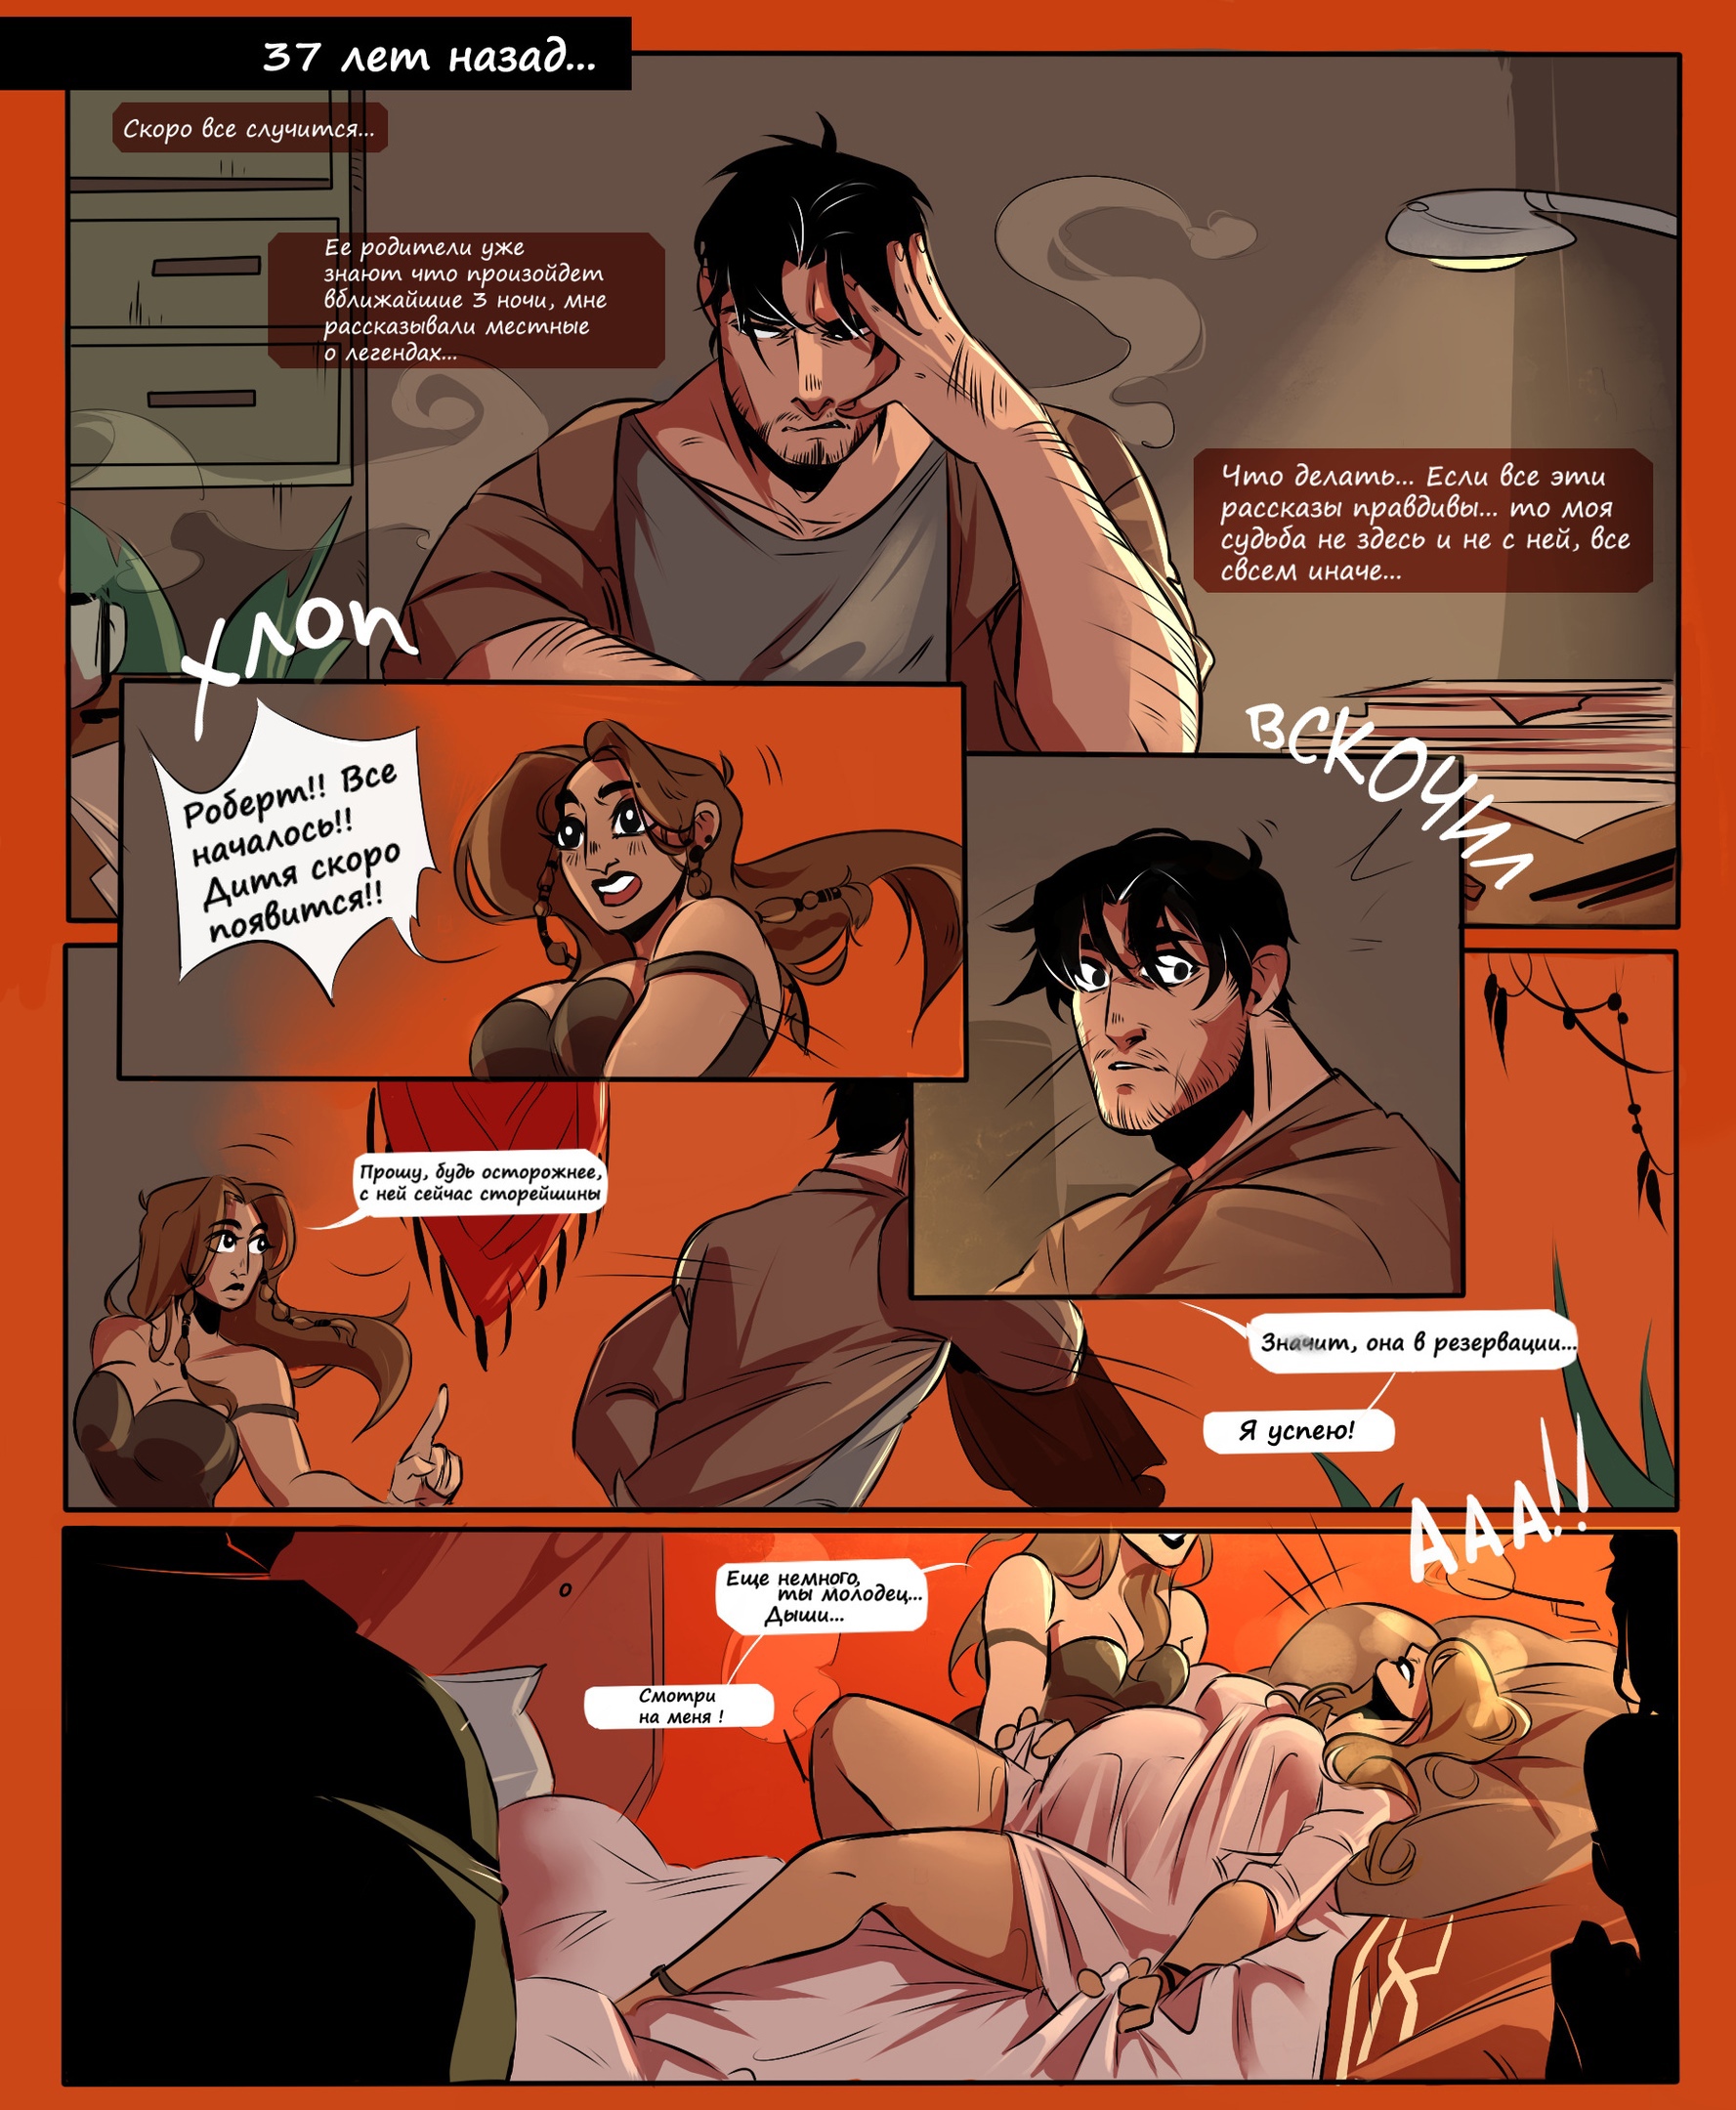 37 лет назад...
Скоро все случится...
Ее родители уже
знают что произойдет
вближайшие 3 ночи, мне
рассказывали местные
о легендах...
Что делать... Если все эти
рассказы правдивы... то моя
судьба не здесь и не с ней, все
свсем иначе...
хлоп
Роберт!! Все
началось!!
Дитя скоро
появится!!
ВСКОЧИЛ
Прошу, будь осторожнее,
с ней сейчас сторейшины
Значит, она в резервации...
Я успею!
ААА!!
Еще немного,
ты молодец...
Дыши...
Смотри
на меня !